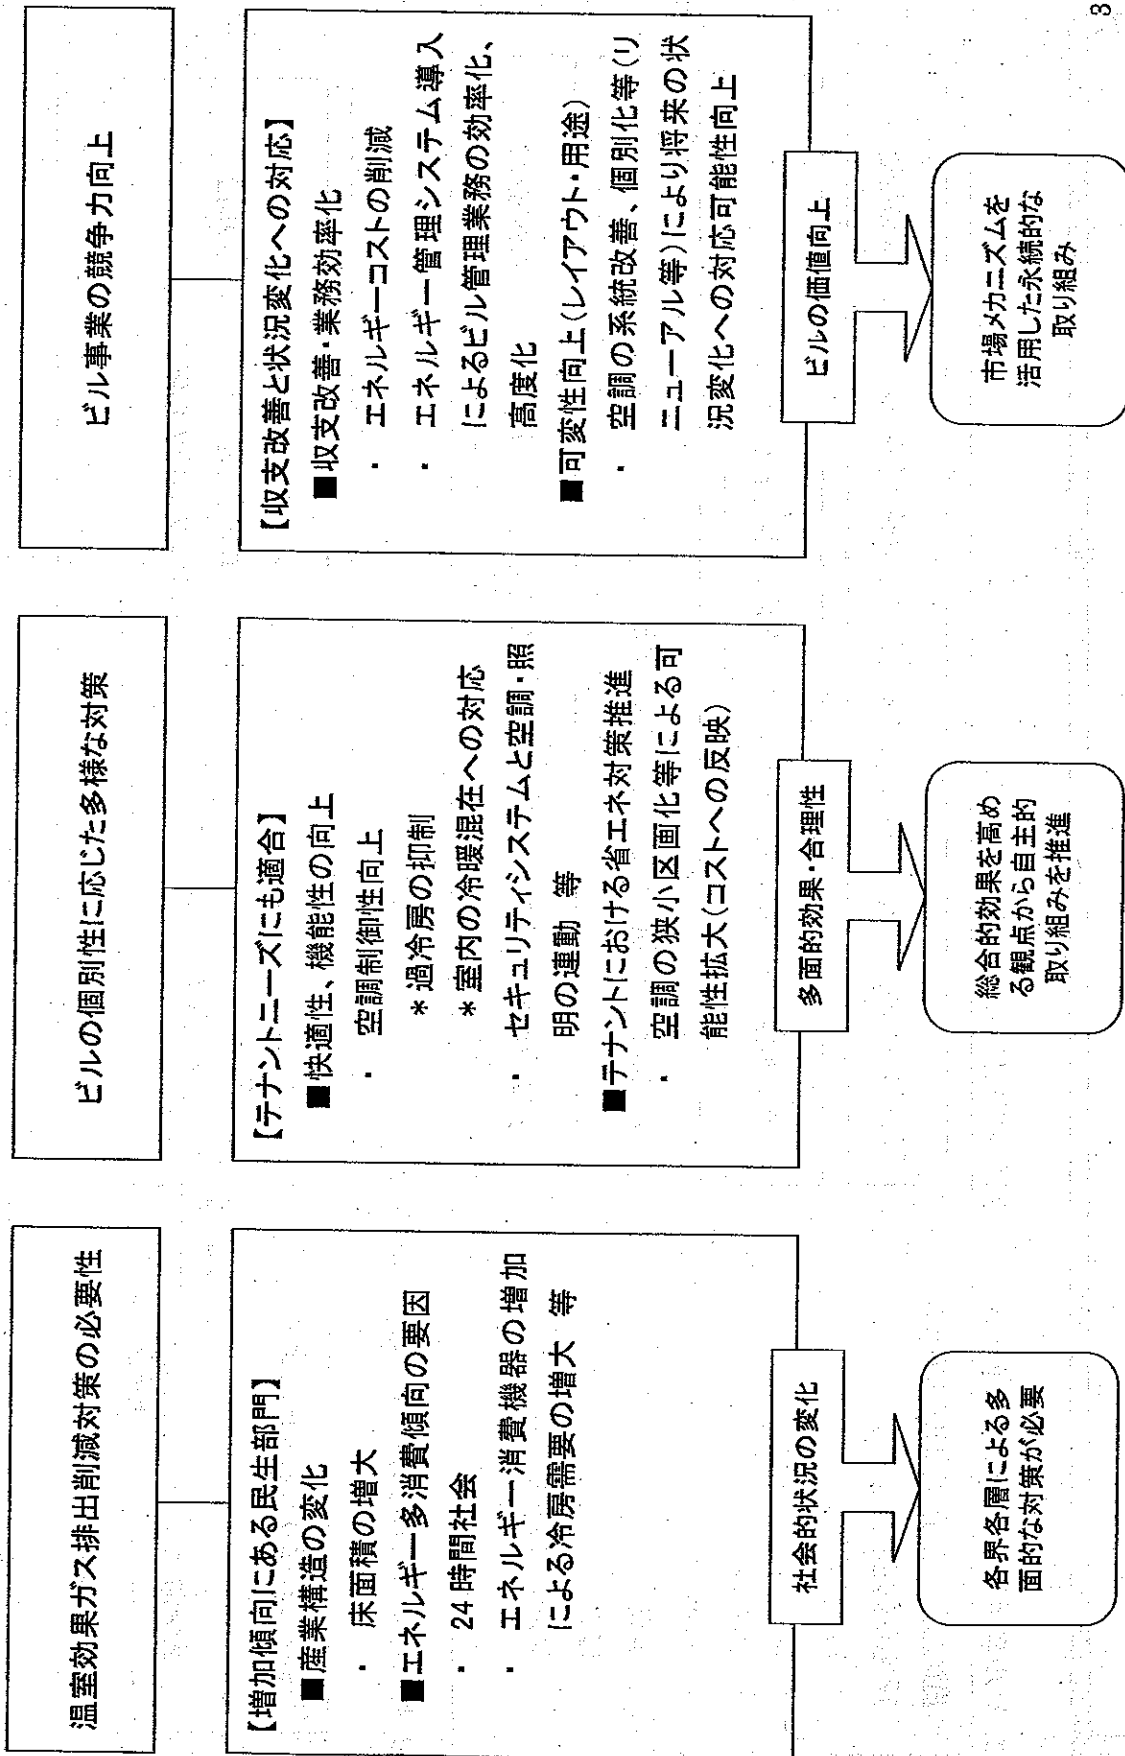 温室効果ガス排出削減対策の必要性
【増加傾向にある民生部門】
■産業構造の変化
・ 床面積の増大
■エネルギー多消費傾向の要因
・ 24時間社会
・ エネルギー消費機器の増加
による冷房需要の増大 等
社会的状況の変化
各界各層による多
面的な対策が必要
ビルの個別性に応じた多様な対策
【テナントニーズにも適合】
■快適性、機能性の向上
・ 空調制御性向上
＊過冷房の抑制
＊室内の冷暖混在への対応
・ セキュリティシステムと空調・照
明の連動 等
■テナントにおける省エネ対策推進
・ 空調の狭小区画化等による可
能性拡大（コストへの反映）
多面的効果・合理性
総合的効果を高め
る観点から自主的
取り組みを推進
ビル事業の競争力向上
【収支改善と状況変化への対応】
■収支改善・業務効率化
・ エネルギーコストの削減
・ エネルギー管理システム導入
によるビル管理業務の効率化、
高度化
■可変性向上（レイアウト・用途）
・ 空調の系統改善、個別化等（リ
ニューアル等）により将来の状
況変化への対応可能性向上
ビルの価値向上
市場メカニズムを
活用した永続的な
取り組み
3